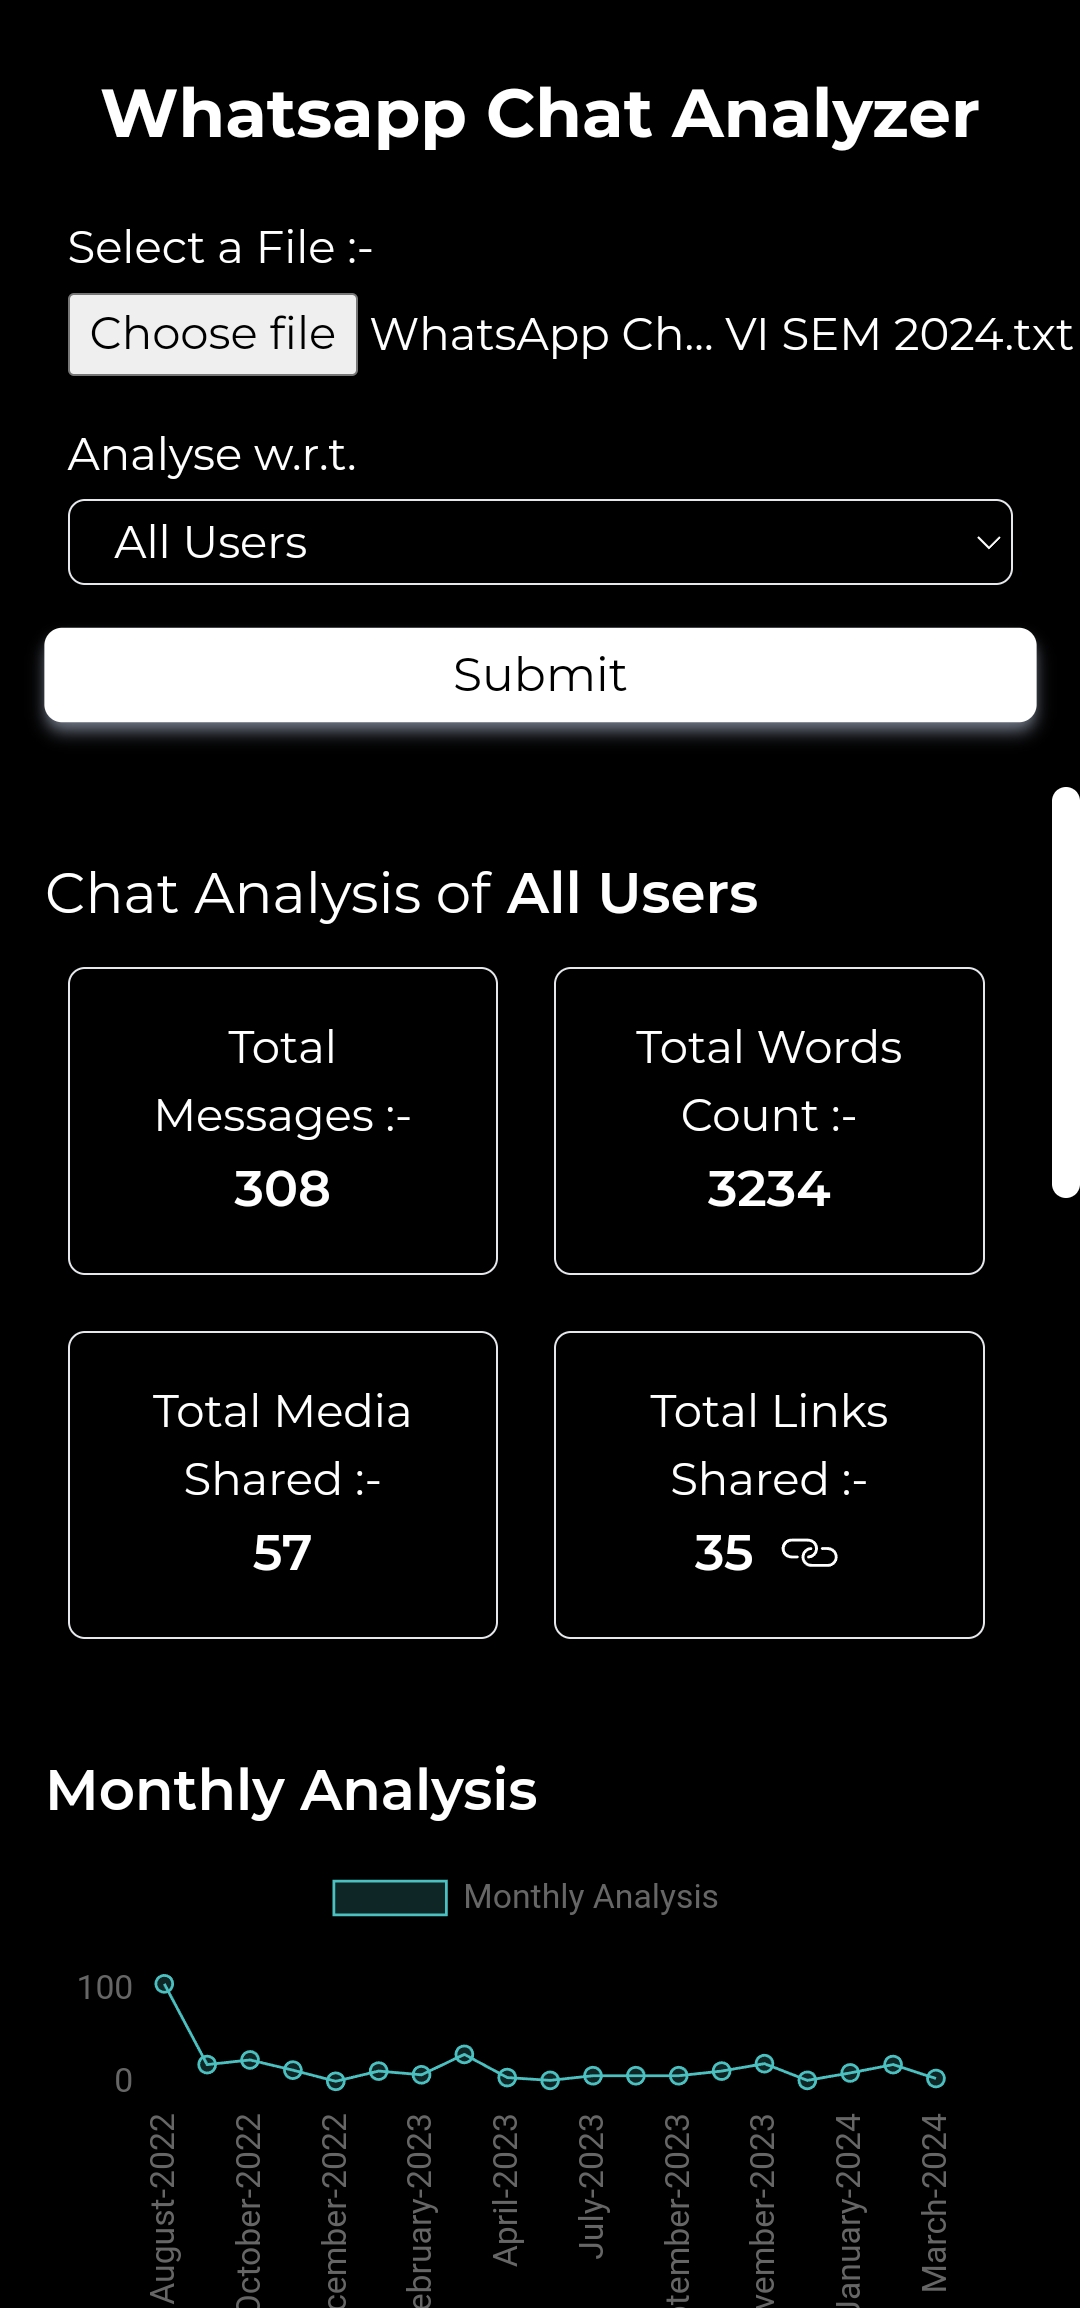 Whatsapp Chat Analyzer
Select a File :-
Choose file WhatsApp Ch... VI SEM 2024.txt
Analyse w.r.t.
All Users
Submit
Chat Analysis of All Users
Total
Messages :-
308
Total Words
Count :-
3234
Total Media
Shared :-
57
Total Links
Shared :-
35
Monthly Analysis
Monthly Analysis
100
0
August-2022
October-2022
cember-2022
ebruary-2023
April-2023
July-2023
tember-2023
vember-2023
January-2024
March-2024